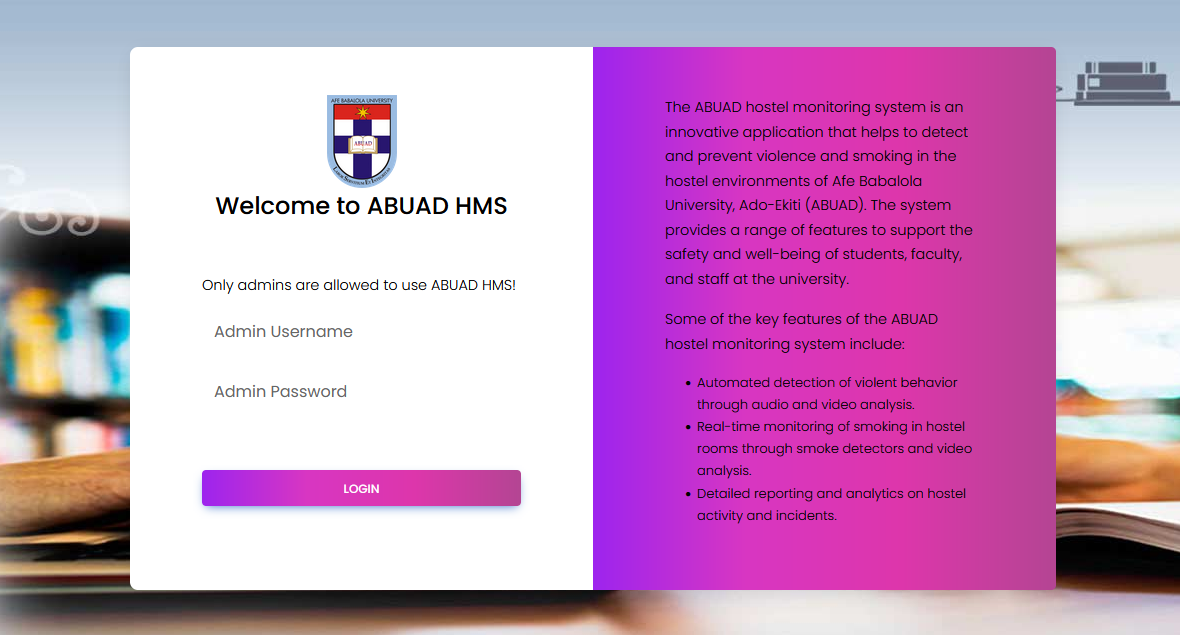 AFE BABALOLA UNIVERSITY
ABUAD
Welcome to ABUAD HMS
Only admins are allowed to use ABUAD HMS!
Admin Username
Admin Password
LOGIN
The ABUAD hostel monitoring system is an
innovative application that helps to detect
and prevent violence and smoking in the
hostel environments of Afe Babalola
University, Ado-Ekiti (ABUAD). The system
provides a range of features to support the
safety and well-being of students, faculty,
and staff at the university.
Some of the key features of the ABUAD
hostel monitoring system include:
• Automated detection of violent behavior
through audio and video analysis.
• Real-time monitoring of smoking in hostel
rooms through smoke detectors and video
analysis.
• Detailed reporting and analytics on hostel
activity and incidents.